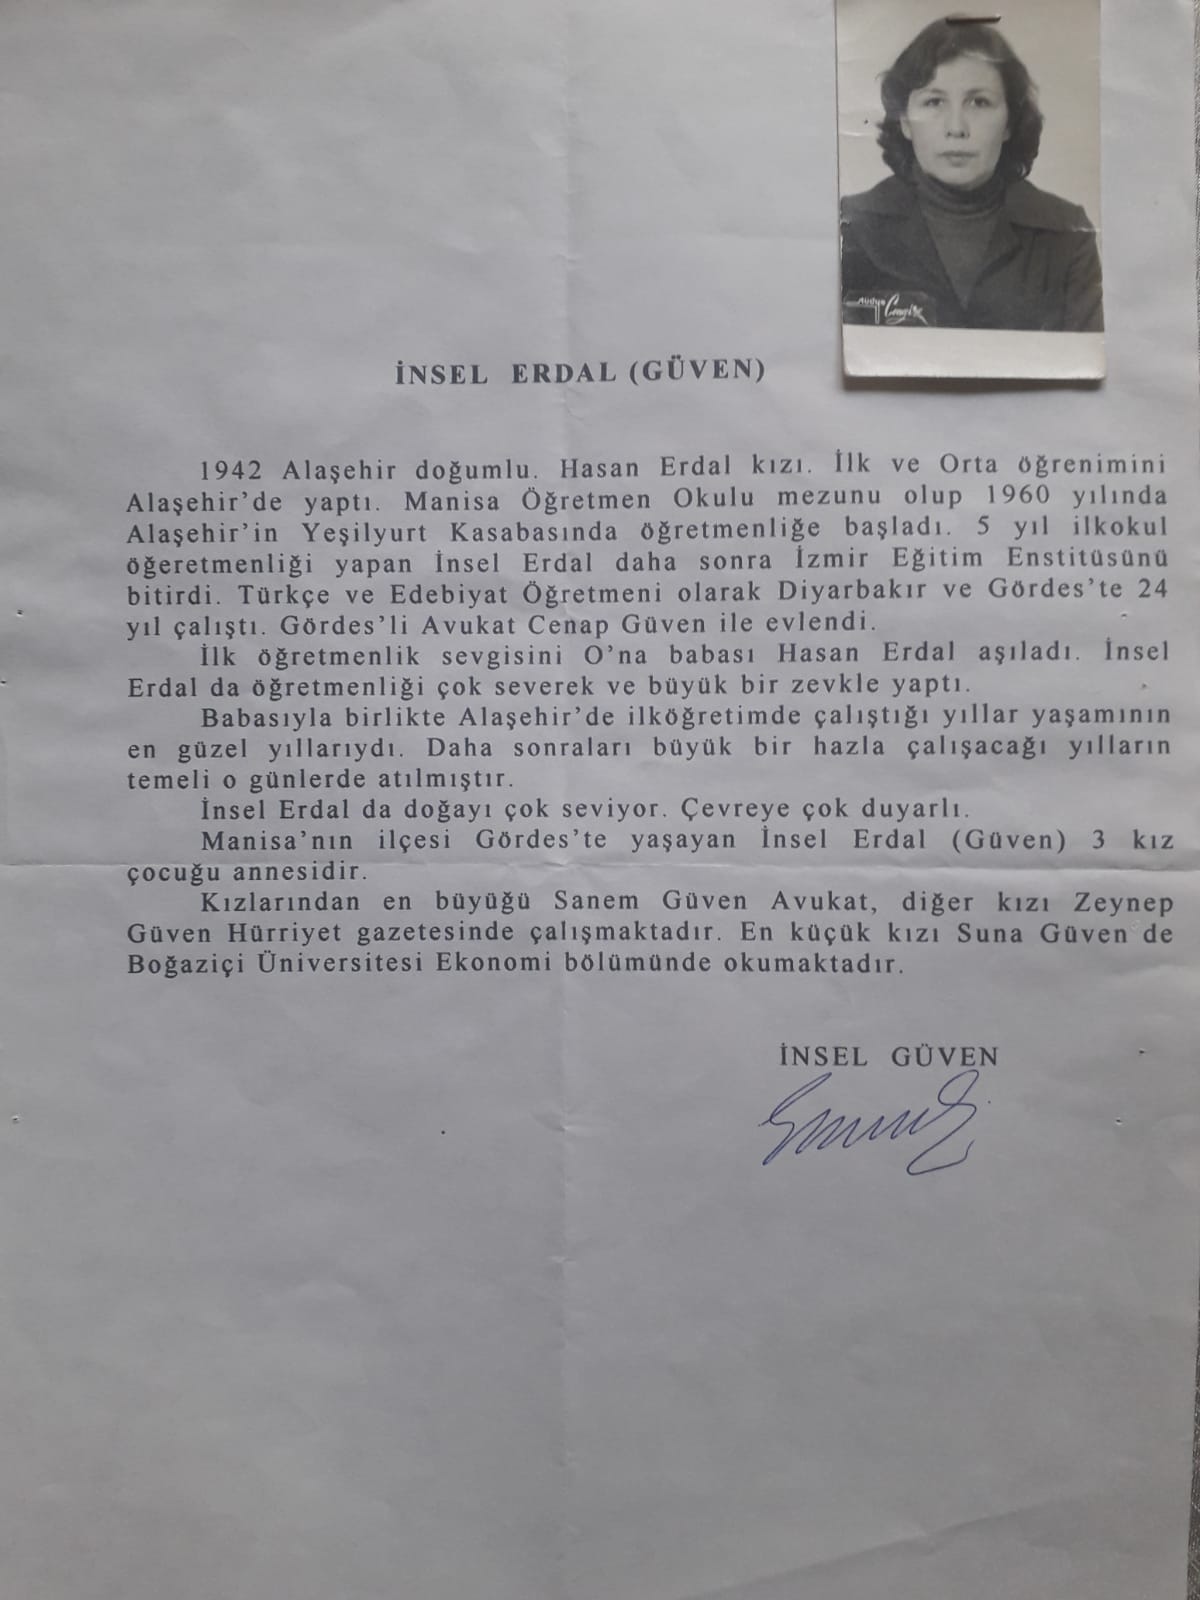 Stüdyo Cengiz
İNSEL ERDAL (GÜVEN)
1942 Alaşehir doğumlu. Hasan Erdal kızı. İlk ve Orta öğrenimini
Alaşehir’de yaptı. Manisa Öğretmen Okulu mezunu olup 1960 yılında
Alaşehir’in Yeşilyurt Kasabasında öğretmenliğe başladı. 5 yıl ilkokul
öğeretmenliği yapan İnsel Erdal daha sonra İzmir Eğitim Enstitüsünü
bitirdi. Türkçe ve Edebiyat Öğretmeni olarak Diyarbakır ve Gördes’te 24
yıl çalıştı. Gördes’li Avukat Cenap Güven ile evlendi.
İlk öğretmenlik sevgisini O’na babası Hasan Erdal aşıladı. İnsel
Erdal da öğretmenliği çok severek ve büyük bir zevkle yaptı.
Babasıyla birlikte Alaşehir’de ilköğretimde çalıştığı yıllar yaşamının
en güzel yıllarıydı. Daha sonraları büyük bir hazla çalışacağı yılların
temeli o günlerde atılmıştır.
İnsel Erdal da doğayı çok seviyor. Çevreye çok duyarlı.
Manisa’nın ilçesi Gördes’te yaşayan İnsel Erdal (Güven) 3 kız
çocuğu annesidir.
Kızlarından en büyüğü Sanem Güven Avukat, diğer kızı Zeynep
Güven Hürriyet gazetesinde çalışmaktadır. En küçük kızı Suna Güven de
Boğaziçi Üniversitesi Ekonomi bölümünde okumaktadır.
İNSEL GÜVEN